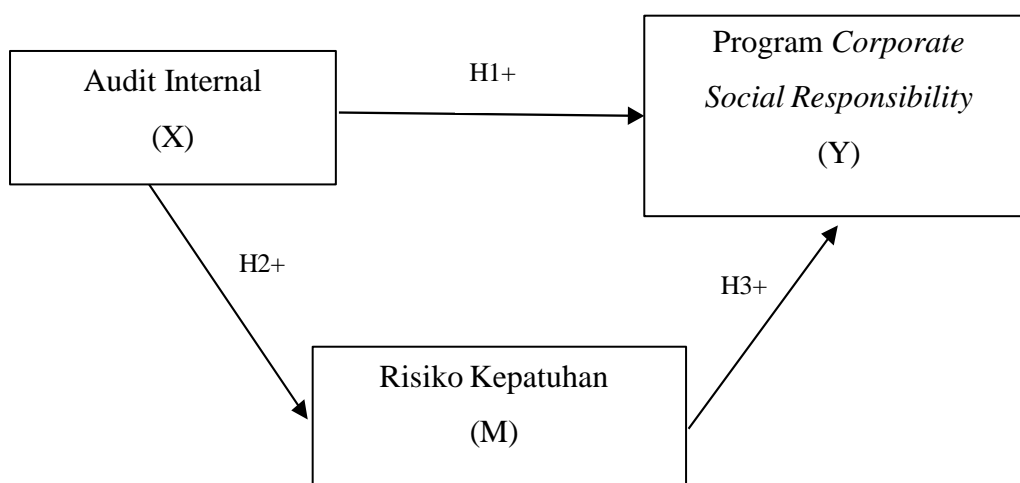 Audit Internal
(X)
H1+
Program Corporate
Social Responsibility
(Y)
H2+
H3+
Risiko Kepatuhan
(M)